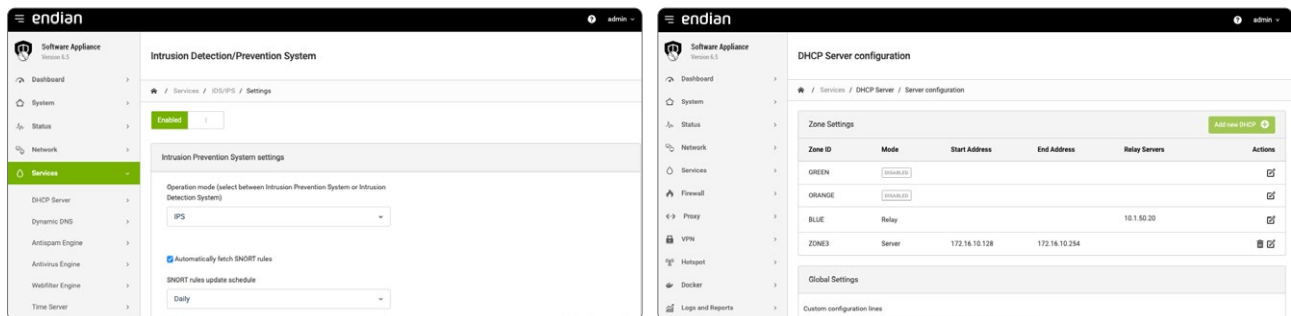 endian
admin
Software Appliance
Version 6.5
Dashboard
System
Status
Network
Services
DHCP Server
Dynamic DNS
Antispam Engine
Antivirus Engine
Webfilter Engine
Time Server
Intrusion Detection/Prevention System
/ Services / IDS/IPS / Settings
Enabled
Intrusion Prevention System settings
Operation mode (select between Intrusion Prevention System or Intrusion
Detection System)
IPS
Automatically fetch SNORT rules
SNORT rules update schedule
Daily
endian
admin
Software Appliance
Version 6.5
Dashboard
System
Status
Network
Services
Firewall
Proxy
VPN
Hotspot
Docker
Logs and Reports
DHCP Server configuration
/ Services / DHCP Server / Server configuration
Zone Settings
Add new DHCP
Zone ID Mode Start Address End Address Relay Servers Actions
GREEN DISABLED
ORANGE DISABLED
BLUE Relay 10.1.50.20
ZONE3 Server 172.16.10.128 172.16.10.254
Global Settings
Custom configuration lines